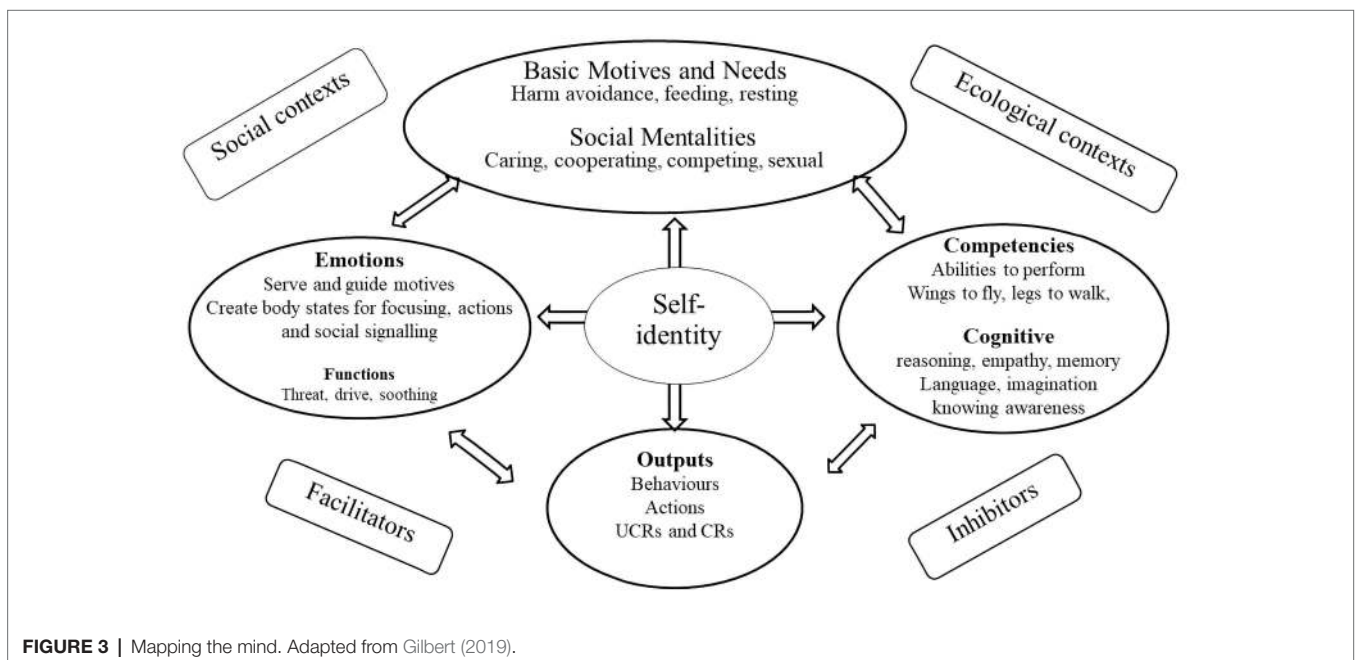 Social contexts
Basic Motives and Needs
Harm avoidance, feeding, resting
Social Mentalities
Caring, cooperating, competing, sexual
Ecological contexts
Emotions
Serve and guide motives
Create body states for focusing, actions
and social signalling
Functions
Threat, drive, soothing
Self-
identity
Competencies
Abilities to perform
Wings to fly, legs to walk,
Cognitive
reasoning, empathy, memory
Language, imagination
knowing awareness
Facilitators
Outputs
Behaviours
Actions
UCRs and CRs
Inhibitors
FIGURE 3 | Mapping the mind. Adapted from Gilbert (2019).